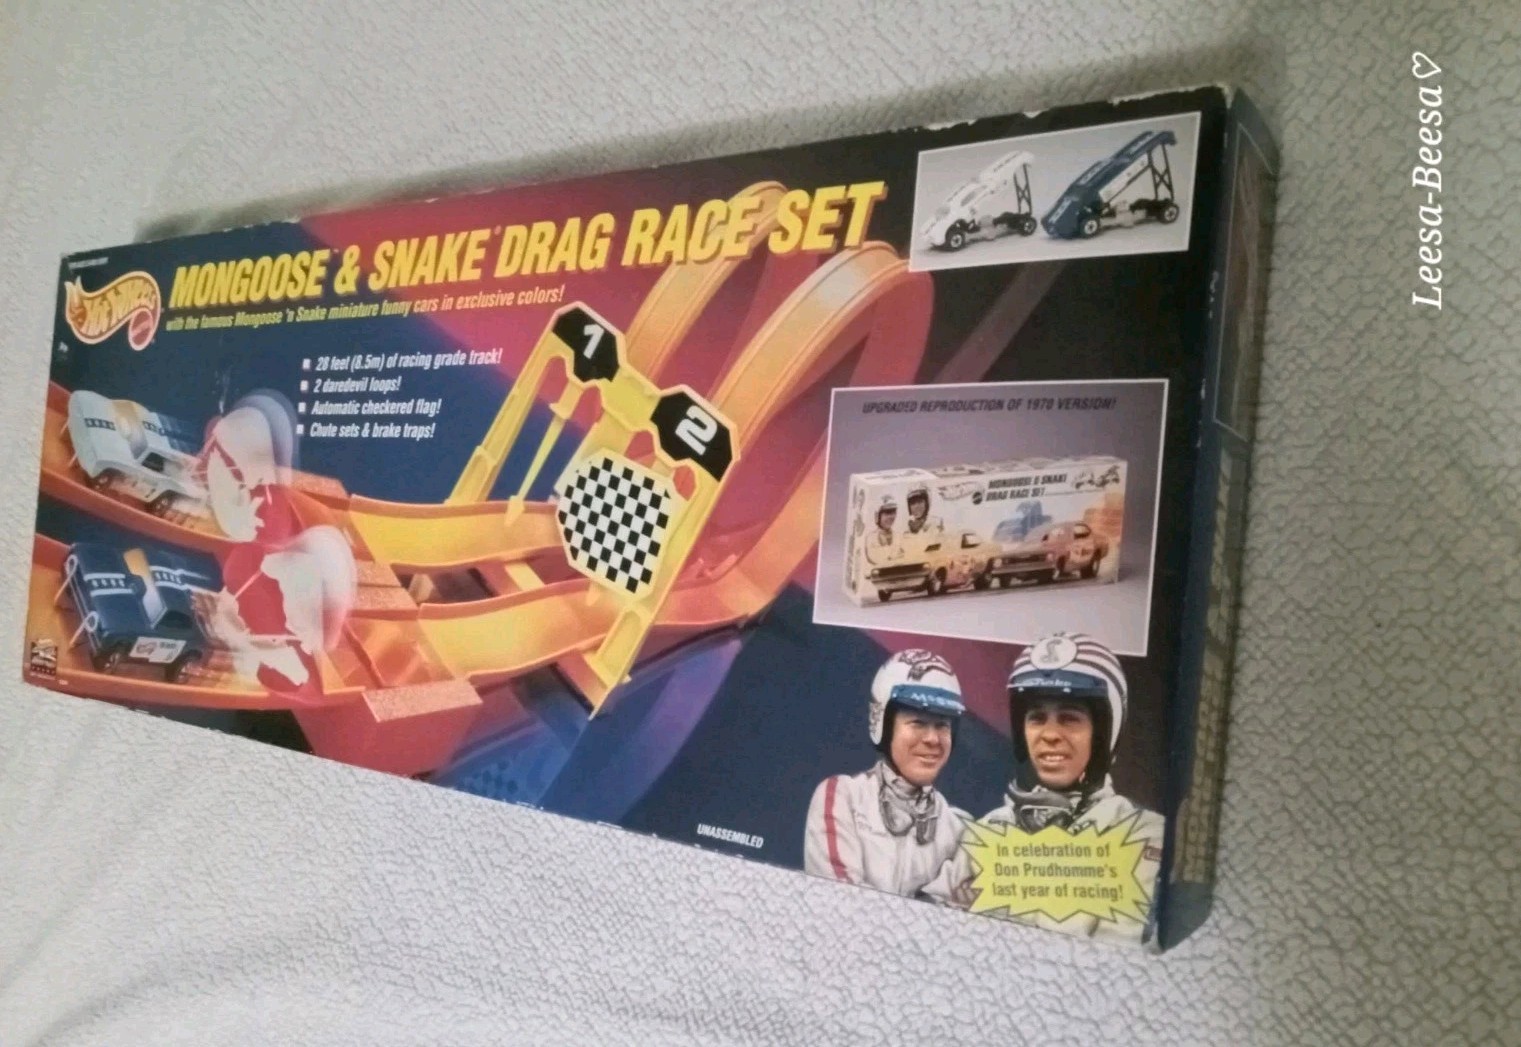 Hot Wheels
MONGOOSE™ & SNAKE® DRAG RACE SET
with the famous Mongoose 'n Snake miniature funny cars in exclusive colors!
28 feet (8.5m) of racing grade track!
2 daredevil loops!
Automatic checkered flag!
Chute sets & brake traps!
1
2
UPGRADED REPRODUCTION OF 1970 VERSION!
MONGOOSE & SNAKE
DRAG RACE SET
UNASSEMBLED
In celebration of
Don Prudhomme's
last year of racing!
Leesa-Beesa♡